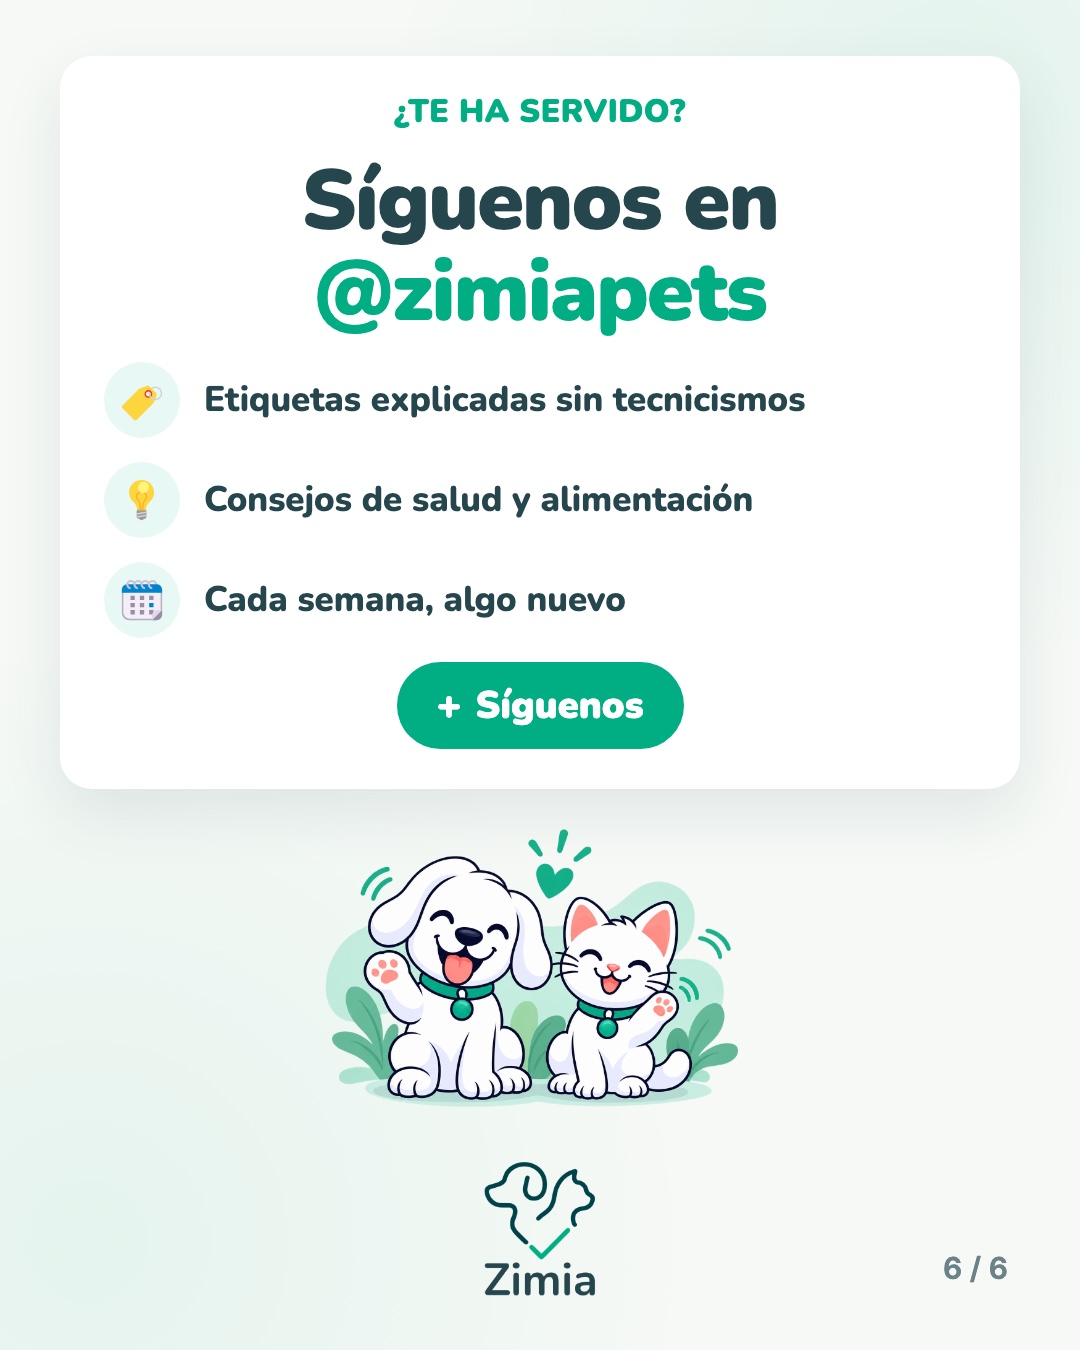 ¿TE HA SERVIDO?
Síguenos en
@zimiapets
Etiquetas explicadas sin tecnicismos
Consejos de salud y alimentación
Cada semana, algo nuevo
+ Síguenos
Zimia
6 / 6